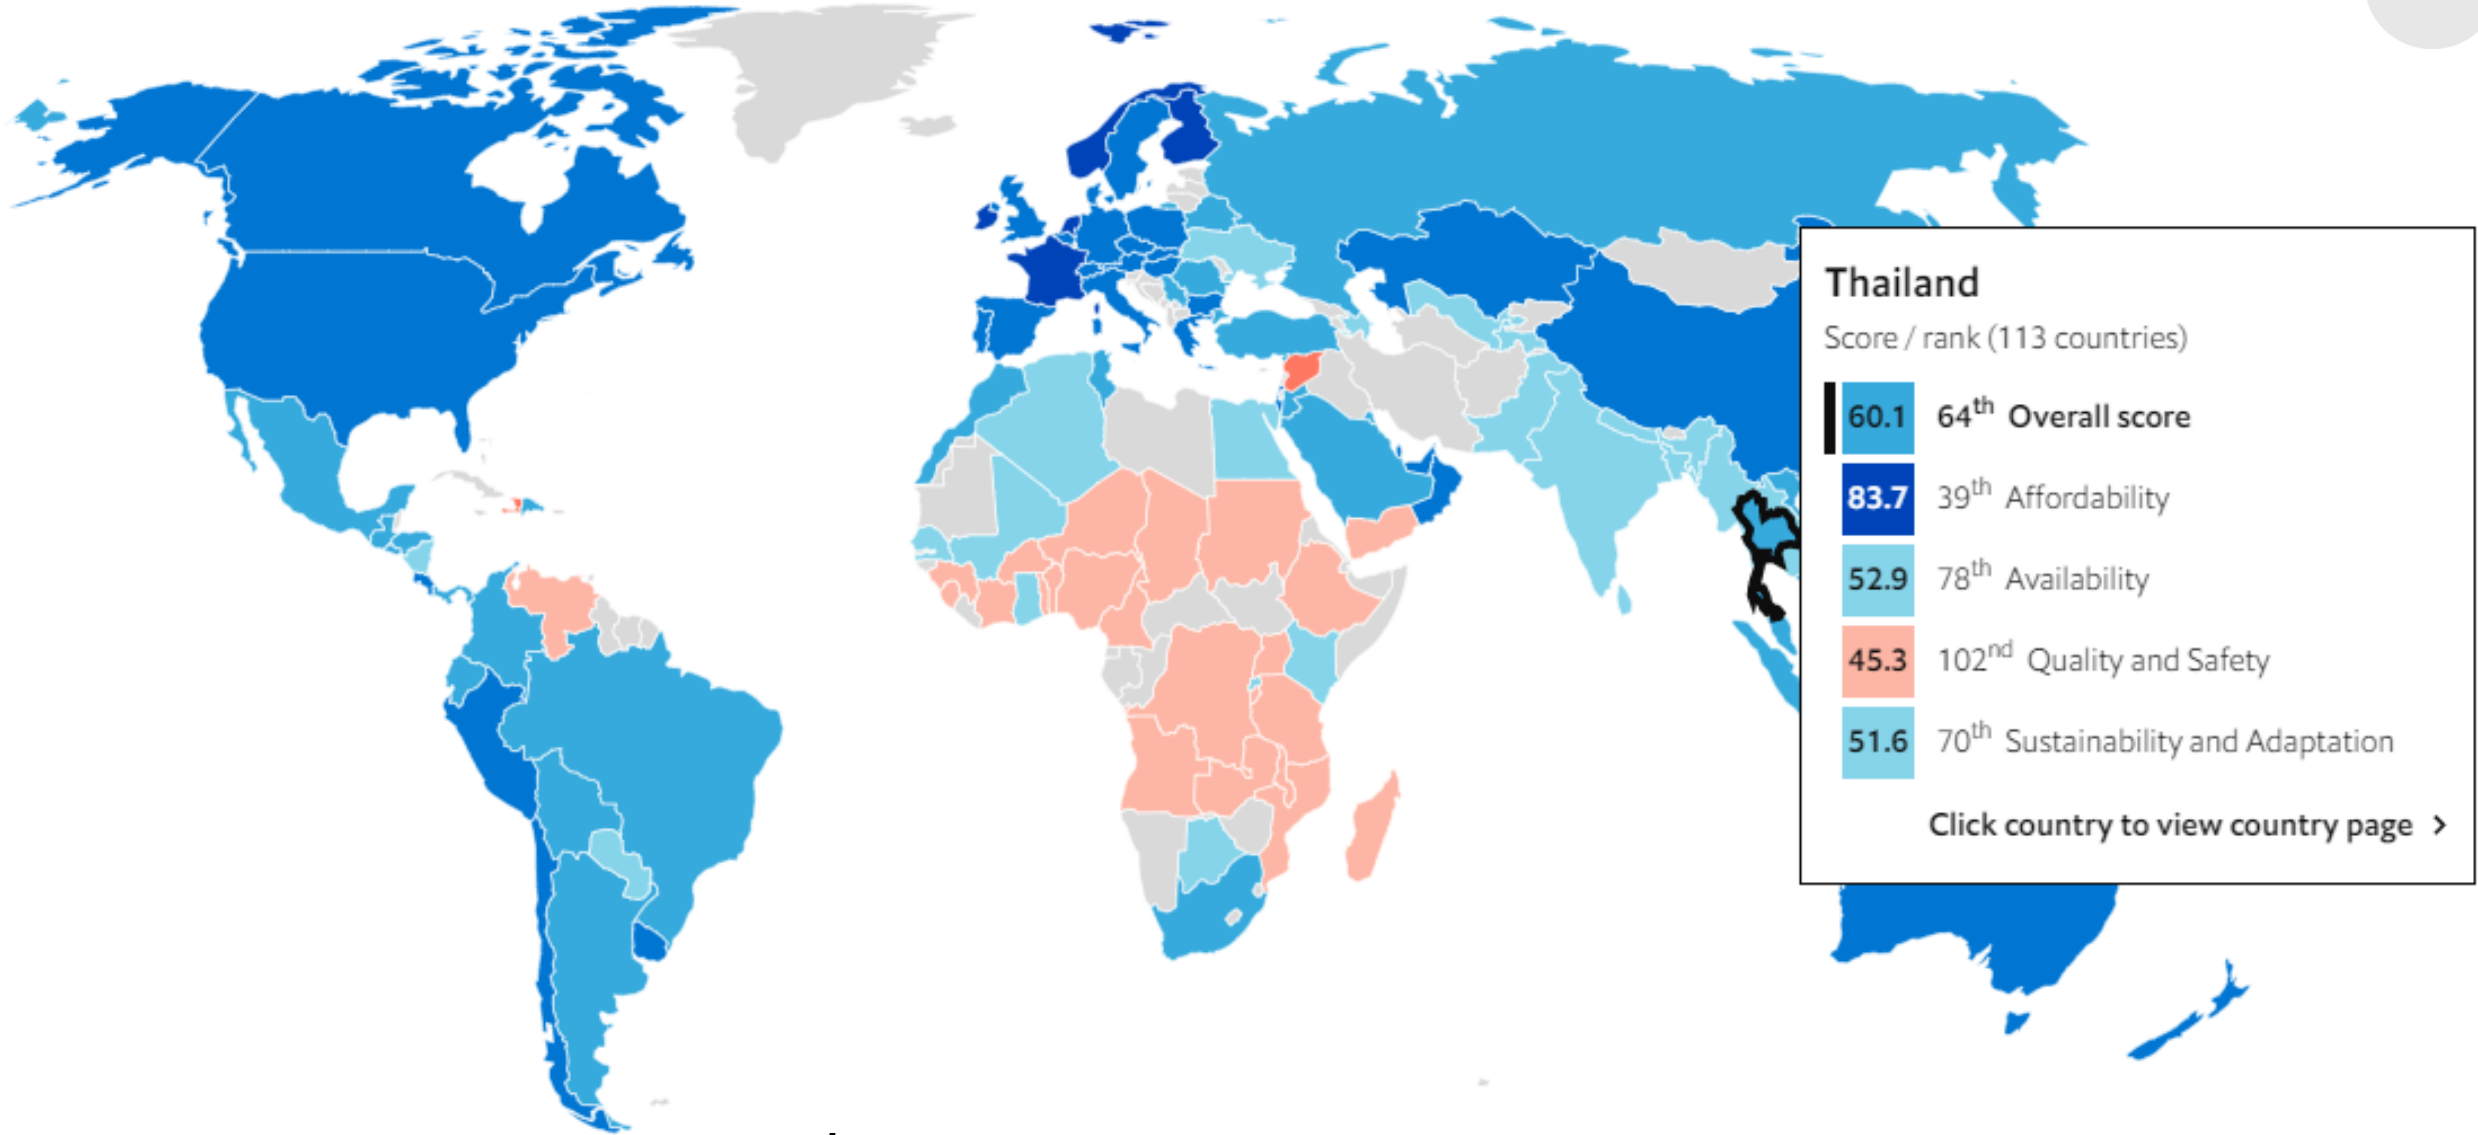 Thailand
Score / rank (113 countries)
60.1 64th Overall score
83.7 39th Affordability
52.9 78th Availability
45.3 102nd Quality and Safety
51.6 70th Sustainability and Adaptation
Click country to view country page >